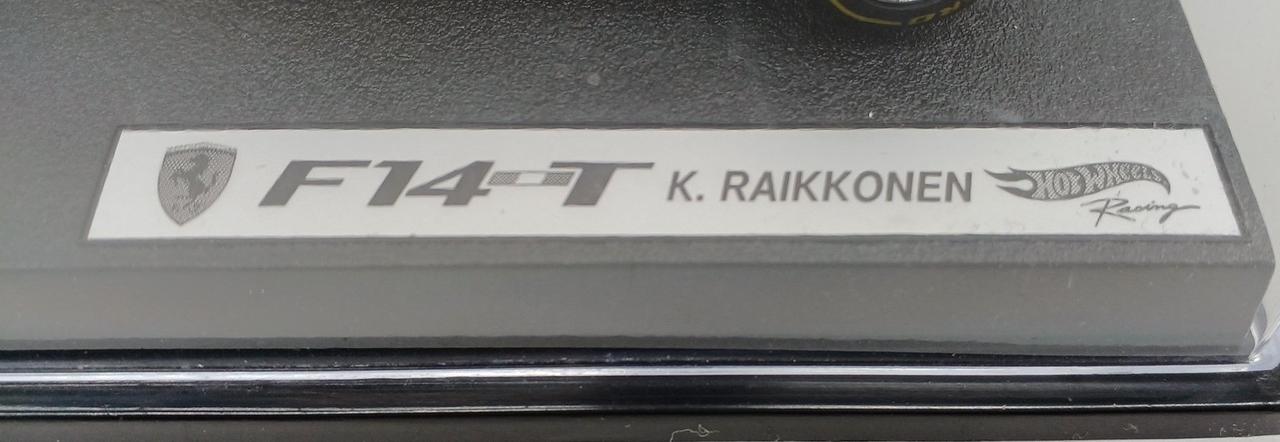 F14 T K. RAIKKONEN HOT WHEELS
Racing